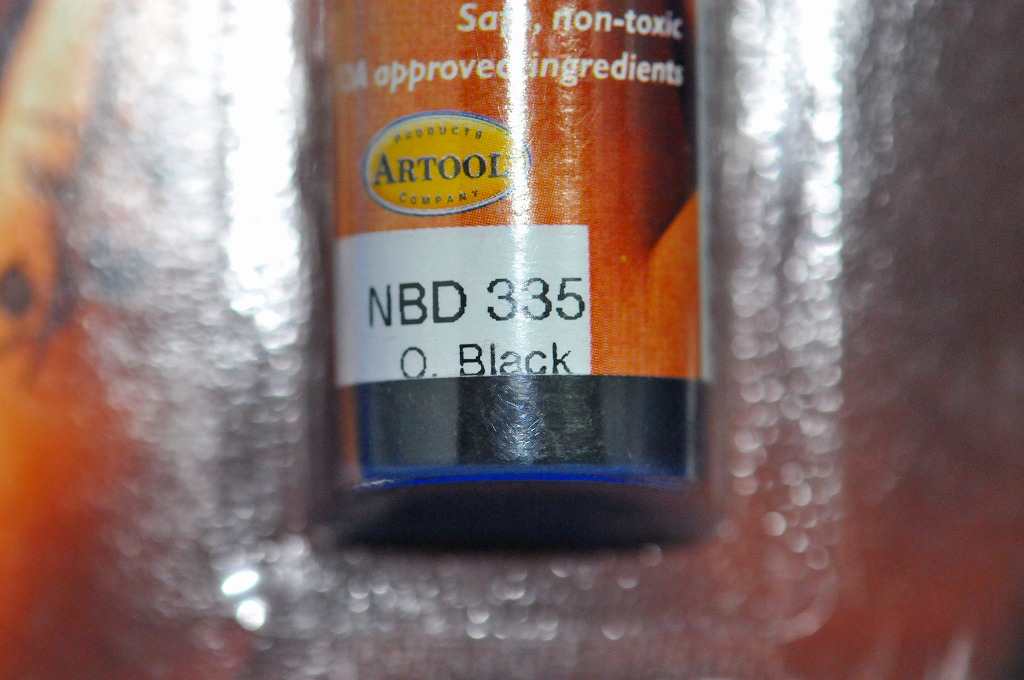 Safe, non-toxic
approved ingredients
PRODUCTS
ARTOOL
COMPANY
NBD 335
O. Black